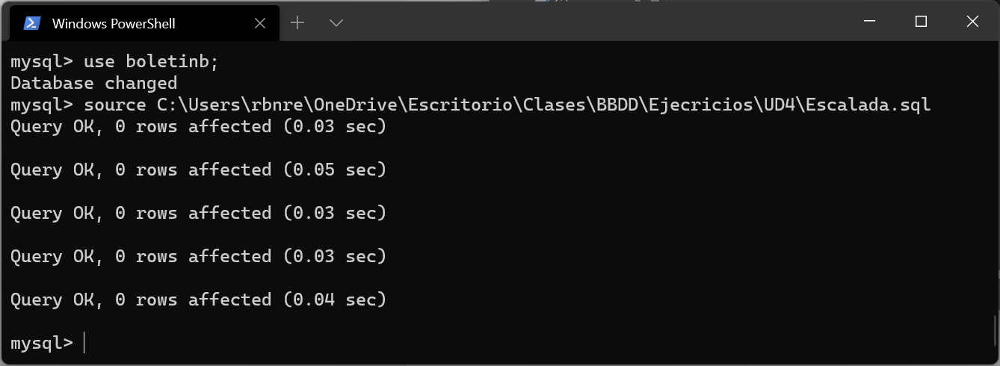 Windows PowerShell
mysql> use boletinb;
Database changed
mysql> source C:\Users\rbnre\OneDrive\Escritorio\Clases\BBDD\Ejecricios\UD4\Escalada.sql
Query OK, 0 rows affected (0.03 sec)
Query OK, 0 rows affected (0.05 sec)
Query OK, 0 rows affected (0.03 sec)
Query OK, 0 rows affected (0.03 sec)
Query OK, 0 rows affected (0.04 sec)
mysql>